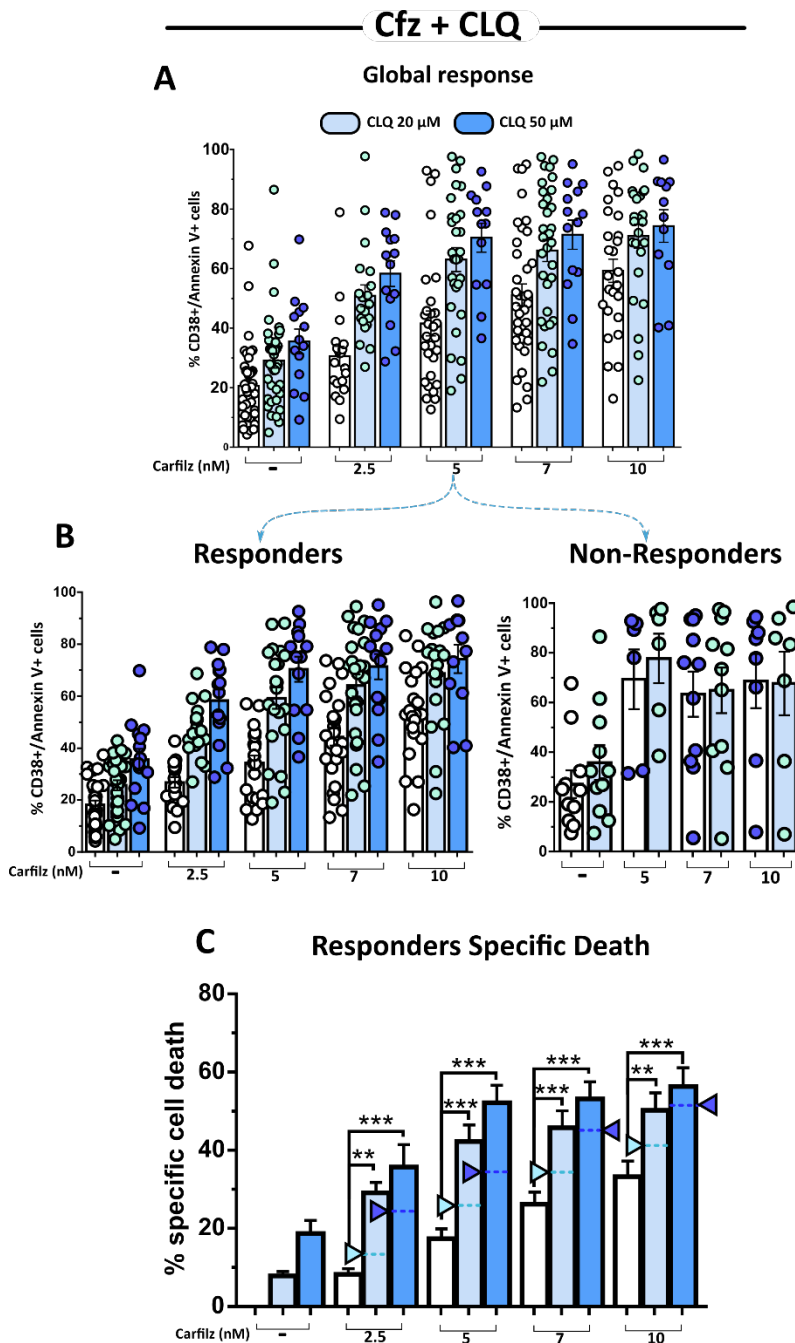 Cfz + CLQ
A
Global response
CLQ 20 µM
CLQ 50 µM
% CD38+/Annexin V+ cells
100
80
60
40
20
0
Carfilz (nM)
-
2.5
5
7
10
B
Responders
% CD38+/Annexin V+ cells
100
80
60
40
20
0
Carfilz (nM)
-
2.5
5
7
10
Non-Responders
% CD38+/Annexin V+ cells
100
80
60
40
20
0
-
5
7
10
C
Responders Specific Death
% specific cell death
80
60
40
20
0
**
***
***
***
***
***
**
***
Carfilz (nM)
-
2.5
5
7
10